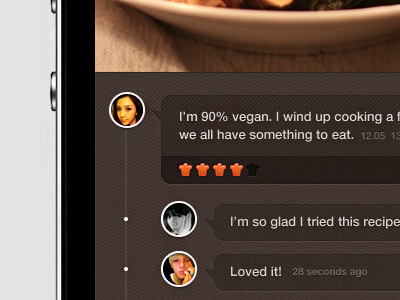 I'm 90% vegan. I wind up cooking a f
we all have something to eat. 12.05 13
I'm so glad I tried this recipe
Loved it! 28 seconds ago